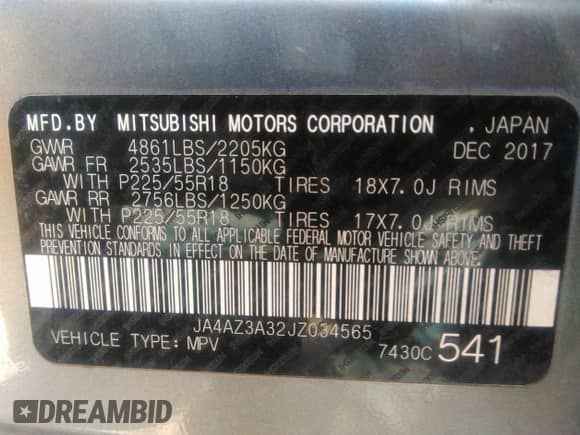 MFD.BY MITSUBISHI MOTORS CORPORATION , JAPAN
GVWR 4861LBS/2205KG DEC 2017
GAWR FR 2535LBS/1150KG
WITH P225/55R18 TIRES 18X7.0J RIMS
GAWR RR 2756LBS/1250KG
WITH P225/55R18 TIRES 17X7.0J RIMS
THIS VEHICLE CONFORMS TO ALL APPLICABLE FEDERAL MOTOR VEHICLE SAFETY AND THEFT
PREVENTION STANDARDS IN EFFECT ON THE DATE OF MANUFACTURE SHOWN ABOVE.
JA4AZ3A32JZ034565
VEHICLE TYPE: MPV 7430C 541
DREAMBID